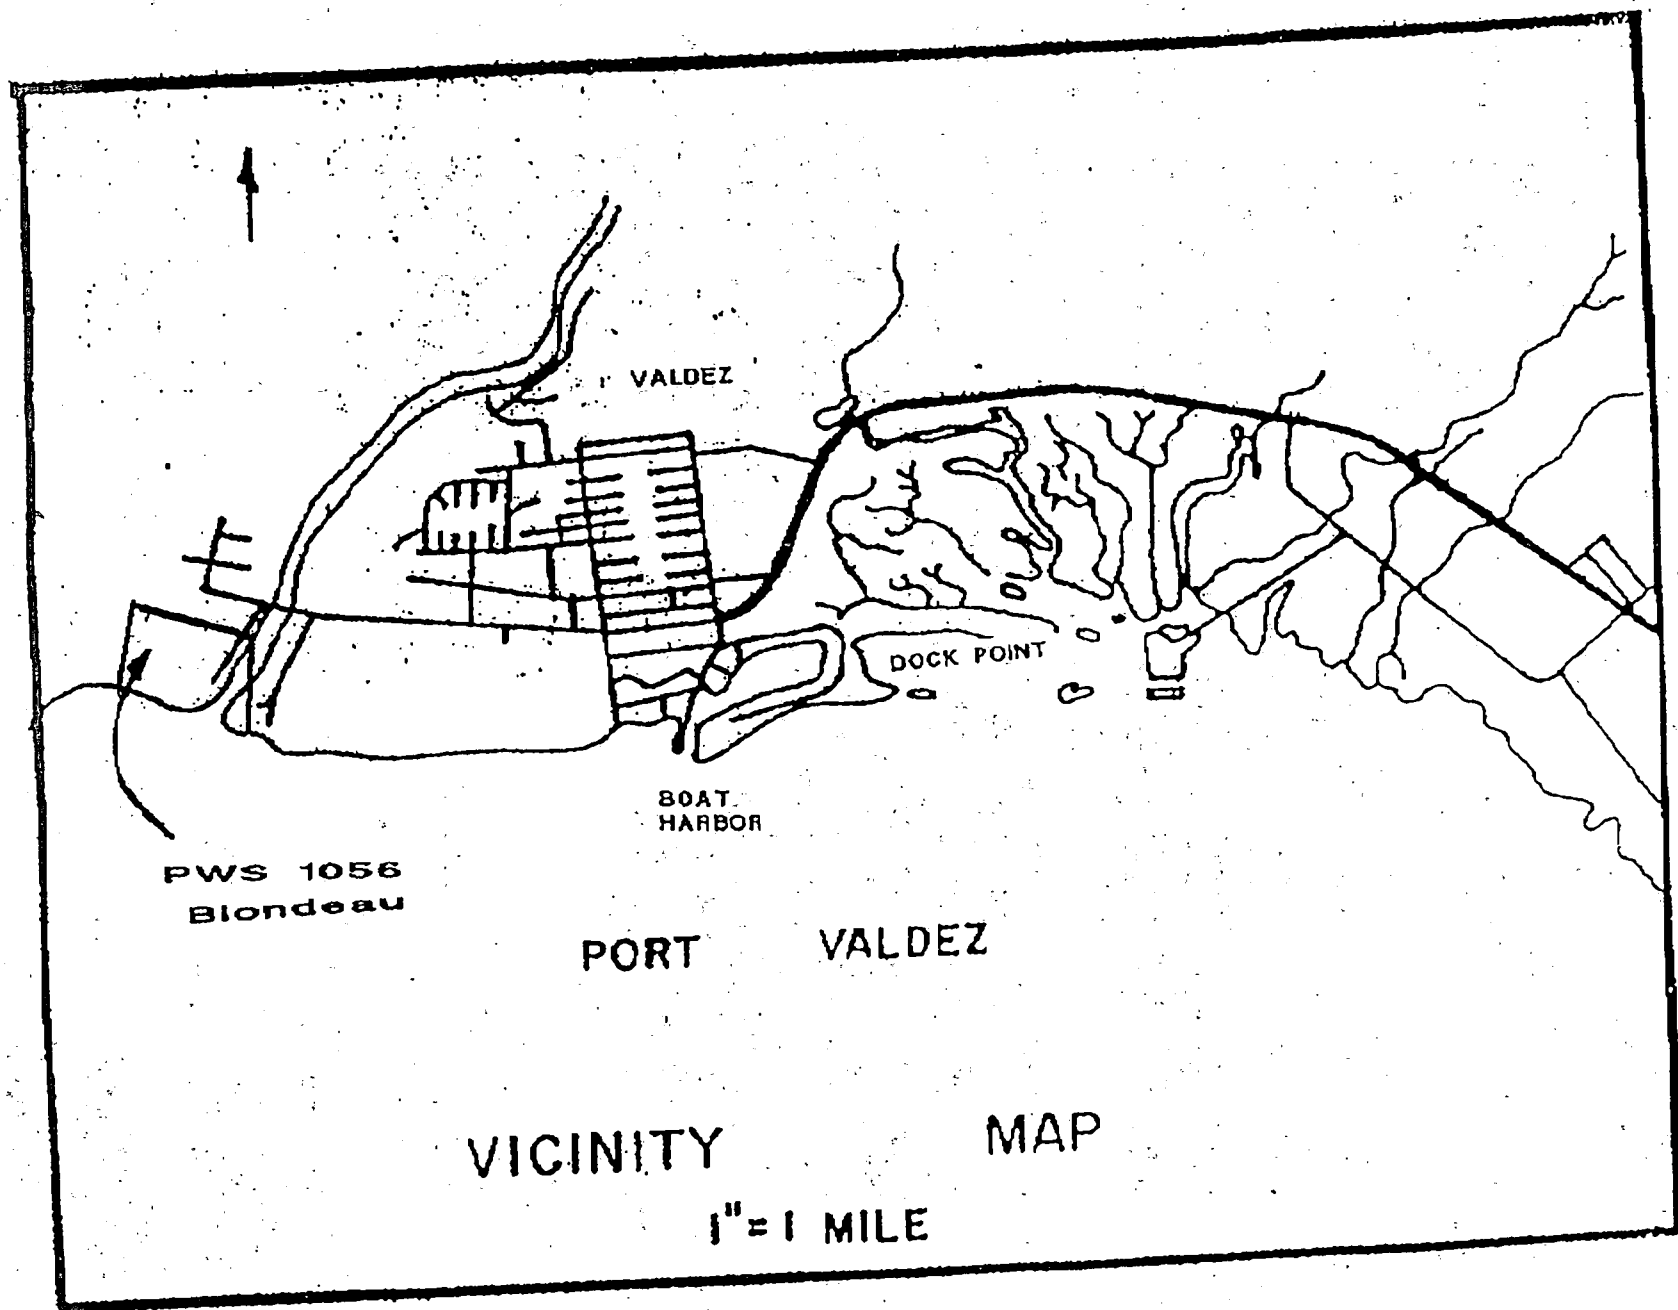 VALDEZ
DOCK POINT
BOAT
HARBOR
PWS 1056
Blondeau
PORT VALDEZ
VICINITY MAP
1"=1 MILE